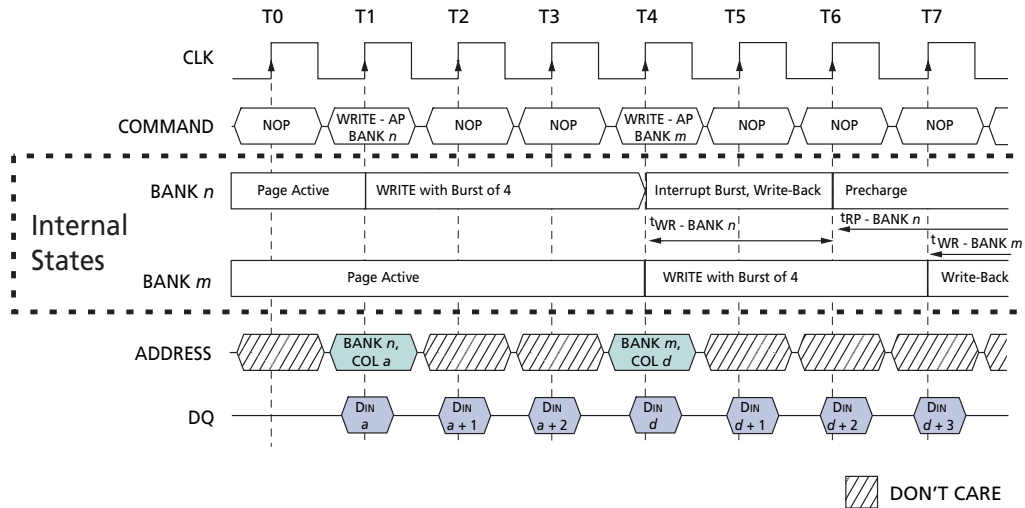 T0 T1 T2 T3 T4 T5 T6 T7
CLK
COMMAND NOP WRITE - AP BANK n NOP NOP WRITE - AP BANK m NOP NOP NOP
Internal States
BANK n Page Active WRITE with Burst of 4 Interrupt Burst, Write-Back Precharge
tWR - BANK n tRP - BANK n
tWR - BANK m
BANK m Page Active WRITE with Burst of 4 Write-Back
ADDRESS BANK n, COL a BANK m, COL d
DQ DIN a DIN a + 1 DIN a + 2 DIN d DIN d + 1 DIN d + 2 DIN d + 3
DON'T CARE